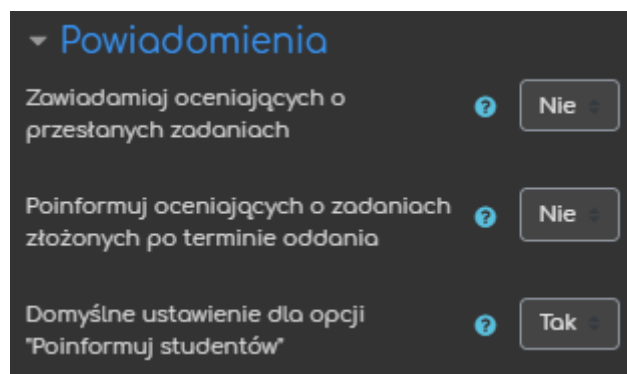 Powiadomienia
Zawiadamiaj oceniających o
przesłanych zadaniach
Nie
Poinformuj oceniających o zadaniach
złożonych po terminie oddania
Nie
Domyślne ustawienie dla opcji
"Poinformuj studentów"
Tak